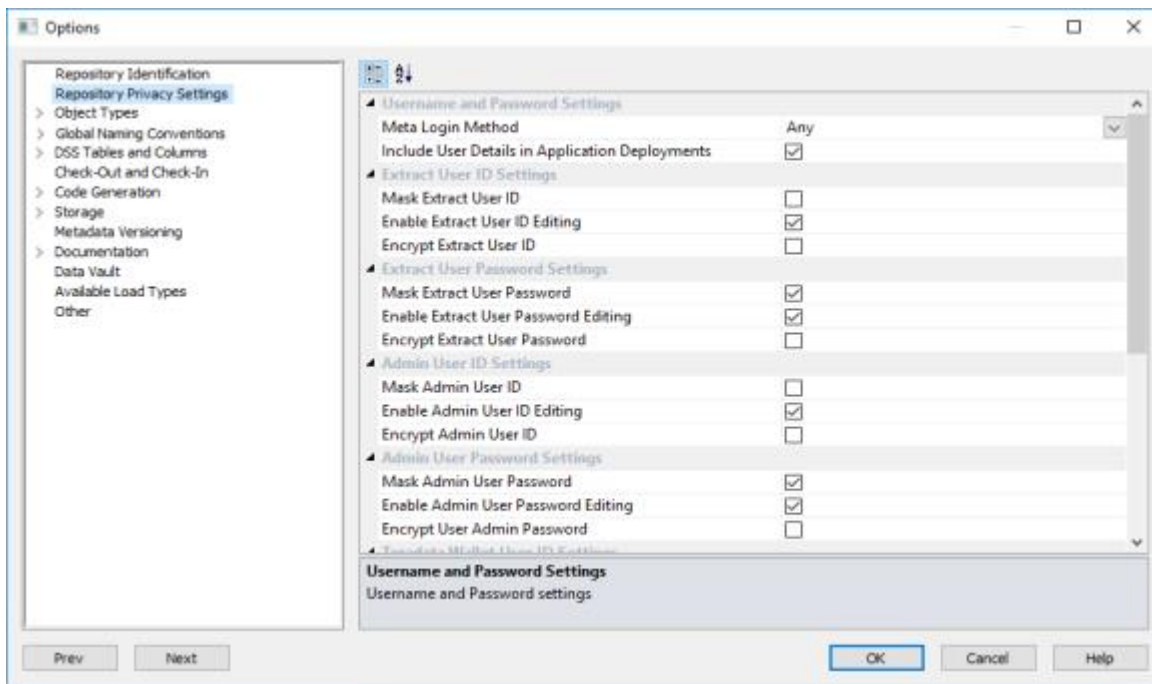 Options
Repository Identification
Repository Privacy Settings
Object Types
Global Naming Conventions
DSS Tables and Columns
Check-Out and Check-In
Code Generation
Storage
Metadata Versioning
Documentation
Data Vault
Available Load Types
Other
Username and Password Settings
Meta Login Method Any
Include User Details in Application Deployments
Extract User ID Settings
Mask Extract User ID
Enable Extract User ID Editing
Encrypt Extract User ID
Extract User Password Settings
Mask Extract User Password
Enable Extract User Password Editing
Encrypt Extract User Password
Admin User ID Settings
Mask Admin User ID
Enable Admin User ID Editing
Encrypt Admin User ID
Admin User Password Settings
Mask Admin User Password
Enable Admin User Password Editing
Encrypt User Admin Password
Teradata Wallet User ID Settings
Username and Password Settings
Username and Password settings
Prev Next OK Cancel Help